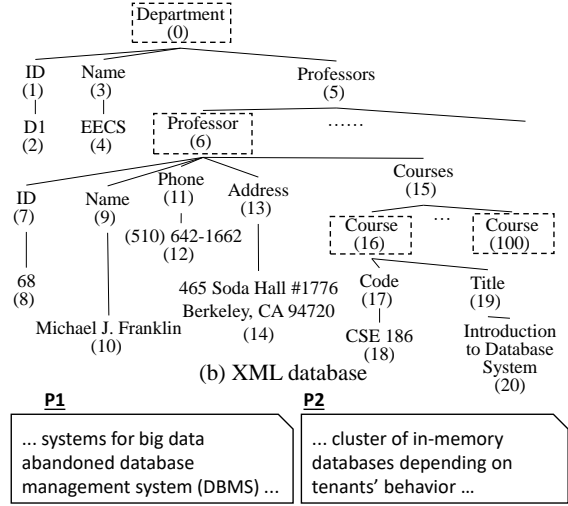 Department
(0)
ID
(1)
Name
(3)
Professors
(5)
D1
(2)
EECS
(4)
Professor
(6)
......
ID
(7)
Name
(9)
Phone
(11)
Address
(13)
Courses
(15)
(510) 642-1662
(12)
Course
(16)
...
Course
(100)
68
(8)
465 Soda Hall #1776
Berkeley, CA 94720
(14)
Code
(17)
Title
(19)
Michael J. Franklin
(10)
CSE 186
(18)
Introduction
to Database
System
(20)
(b) XML database
P1
... systems for big data
abandoned database
management system (DBMS) ...
P2
... cluster of in-memory
databases depending on
tenants' behavior ...